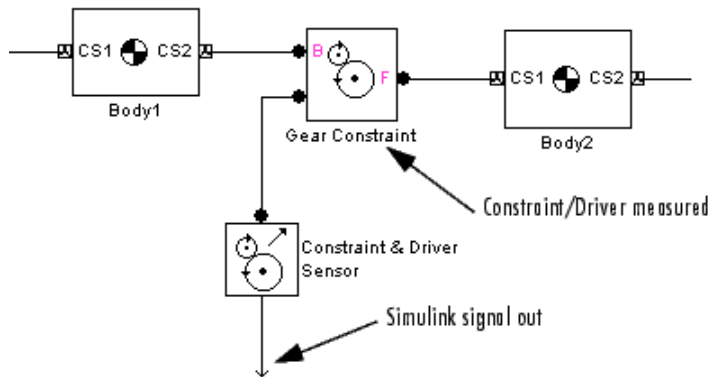 CS1 CS2
Body1
B
F
Gear Constraint
CS1 CS2
Body2
Constraint/Driver measured
Constraint & Driver
Sensor
Simulink signal out